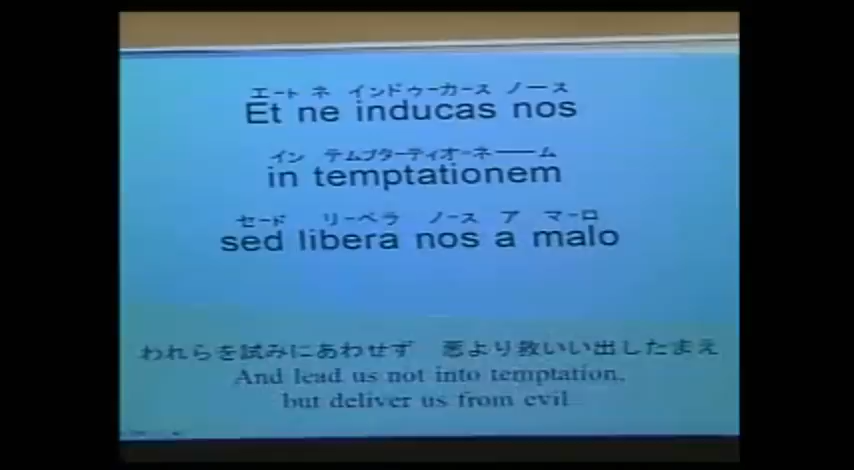 エート ネ インドゥーカース ノース
Et ne inducas nos
イン テムプターティオーネーーム
in temptationem
セード リーベラ ノース ア マーロ
sed libera nos a malo
われらを試みにあわせず 悪より救いい出したまえ
And lead us not into temptation,
but deliver us from evil.